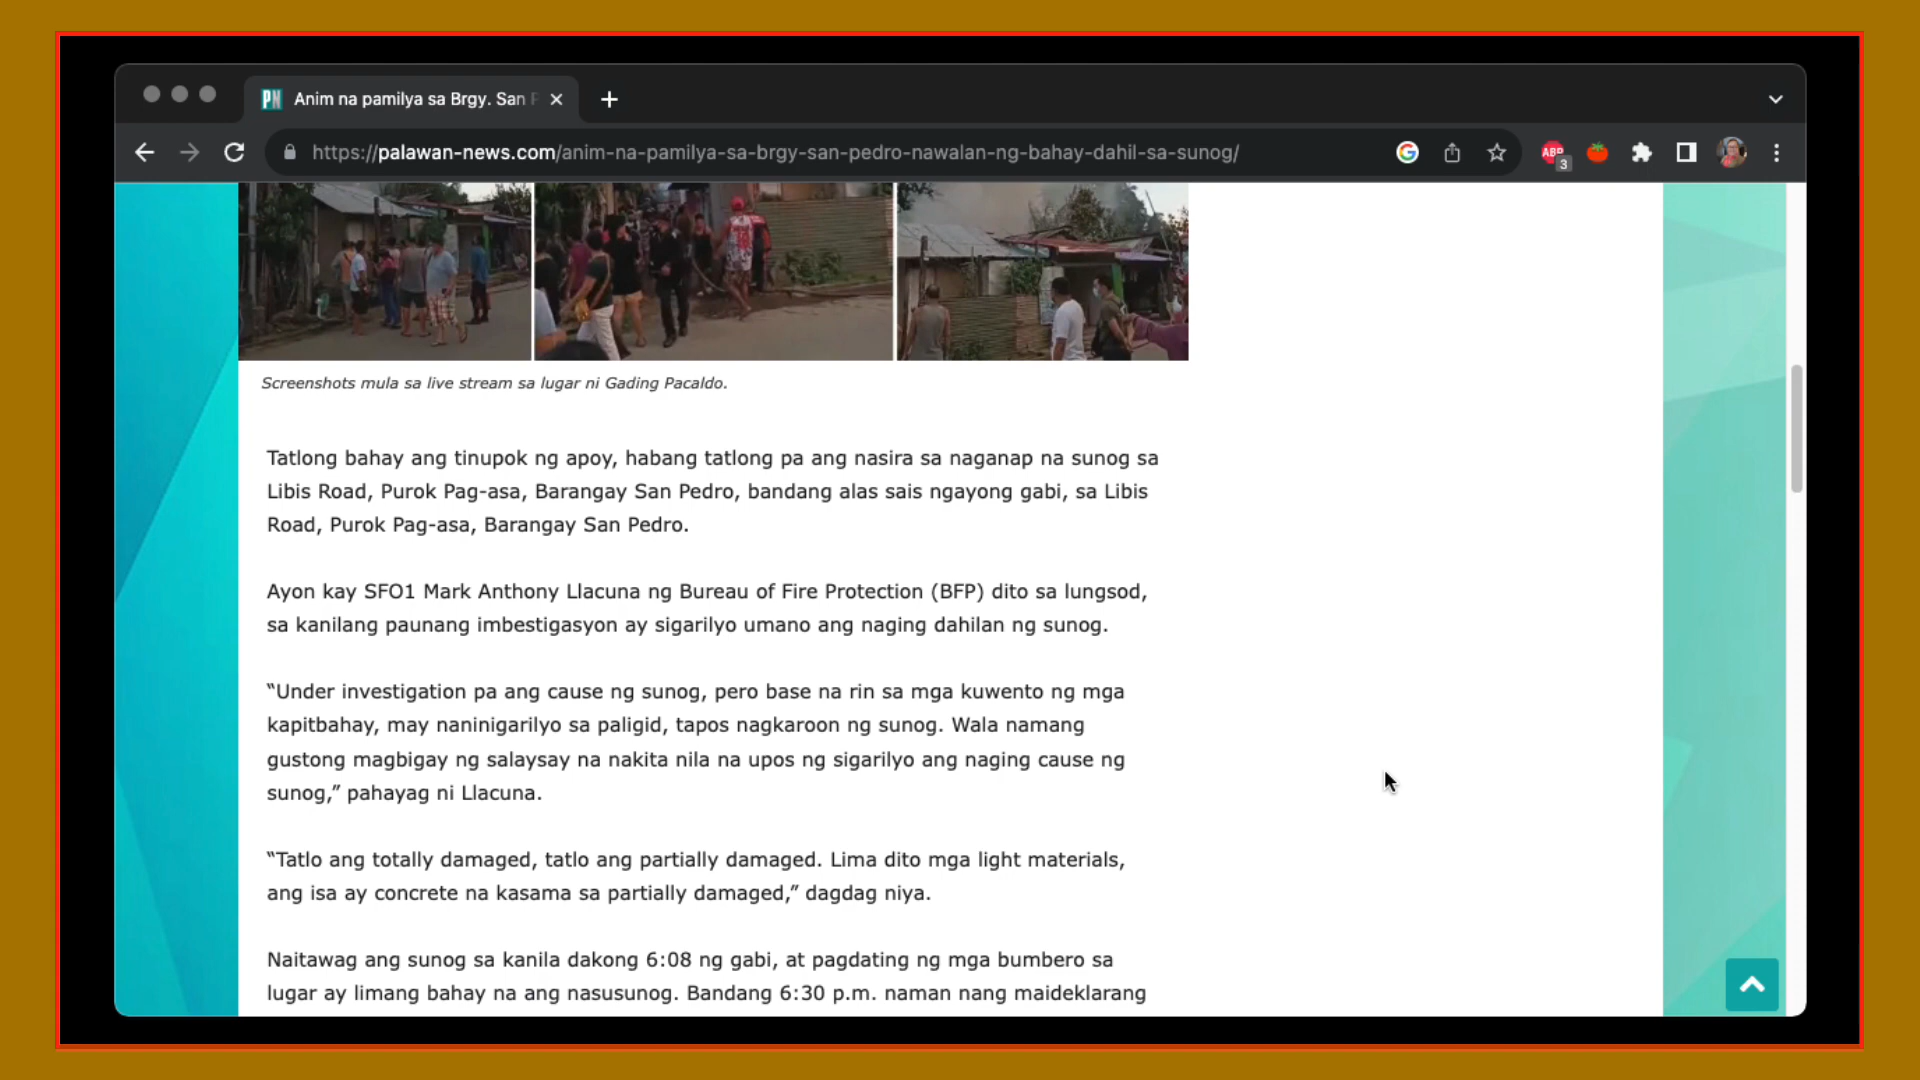 PN Anim na pamilya sa Brgy. San
https://palawan-news.com/anim-na-pamilya-sa-brgy-san-pedro-nawalan-ng-bahay-dahil-sa-sunog/
ABP
3
Screenshots mula sa live stream sa lugar ni Gading Pacaldo.
Tatlong bahay ang tinupok ng apoy, habang tatlong pa ang nasira sa naganap na sunog sa
Libis Road, Purok Pag-asa, Barangay San Pedro, bandang alas sais ngayong gabi, sa Libis
Road, Purok Pag-asa, Barangay San Pedro.
Ayon kay SFO1 Mark Anthony Llacuna ng Bureau of Fire Protection (BFP) dito sa lungsod,
sa kanilang paunang imbestigasyon ay sigarilyo umano ang naging dahilan ng sunog.
“Under investigation pa ang cause ng sunog, pero base na rin sa mga kuwento ng mga
kapitbahay, may naninigarilyo sa paligid, tapos nagkaroon ng sunog. Wala namang
gustong magbigay ng salaysay na nakita nila na upos ng sigarilyo ang naging cause ng
sunog,” pahayag ni Llacuna.
“Tatlo ang totally damaged, tatlo ang partially damaged. Lima dito mga light materials,
ang isa ay concrete na kasama sa partially damaged,” dagdag niya.
Naitawag ang sunog sa kanila dakong 6:08 ng gabi, at pagdating ng mga bumbero sa
lugar ay limang bahay na ang nasusunog. Bandang 6:30 p.m. naman nang maideklarang